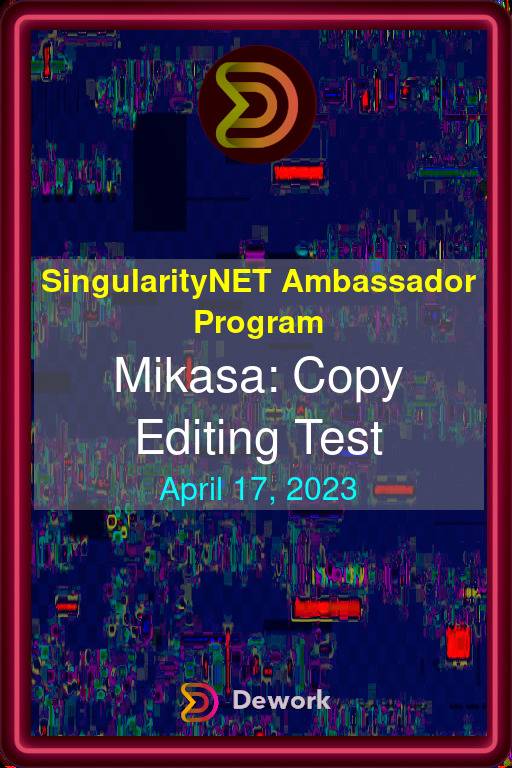 SingularityNET Ambassador
Program
Mikasa: Copy
Editing Test
April 17, 2023
Dework